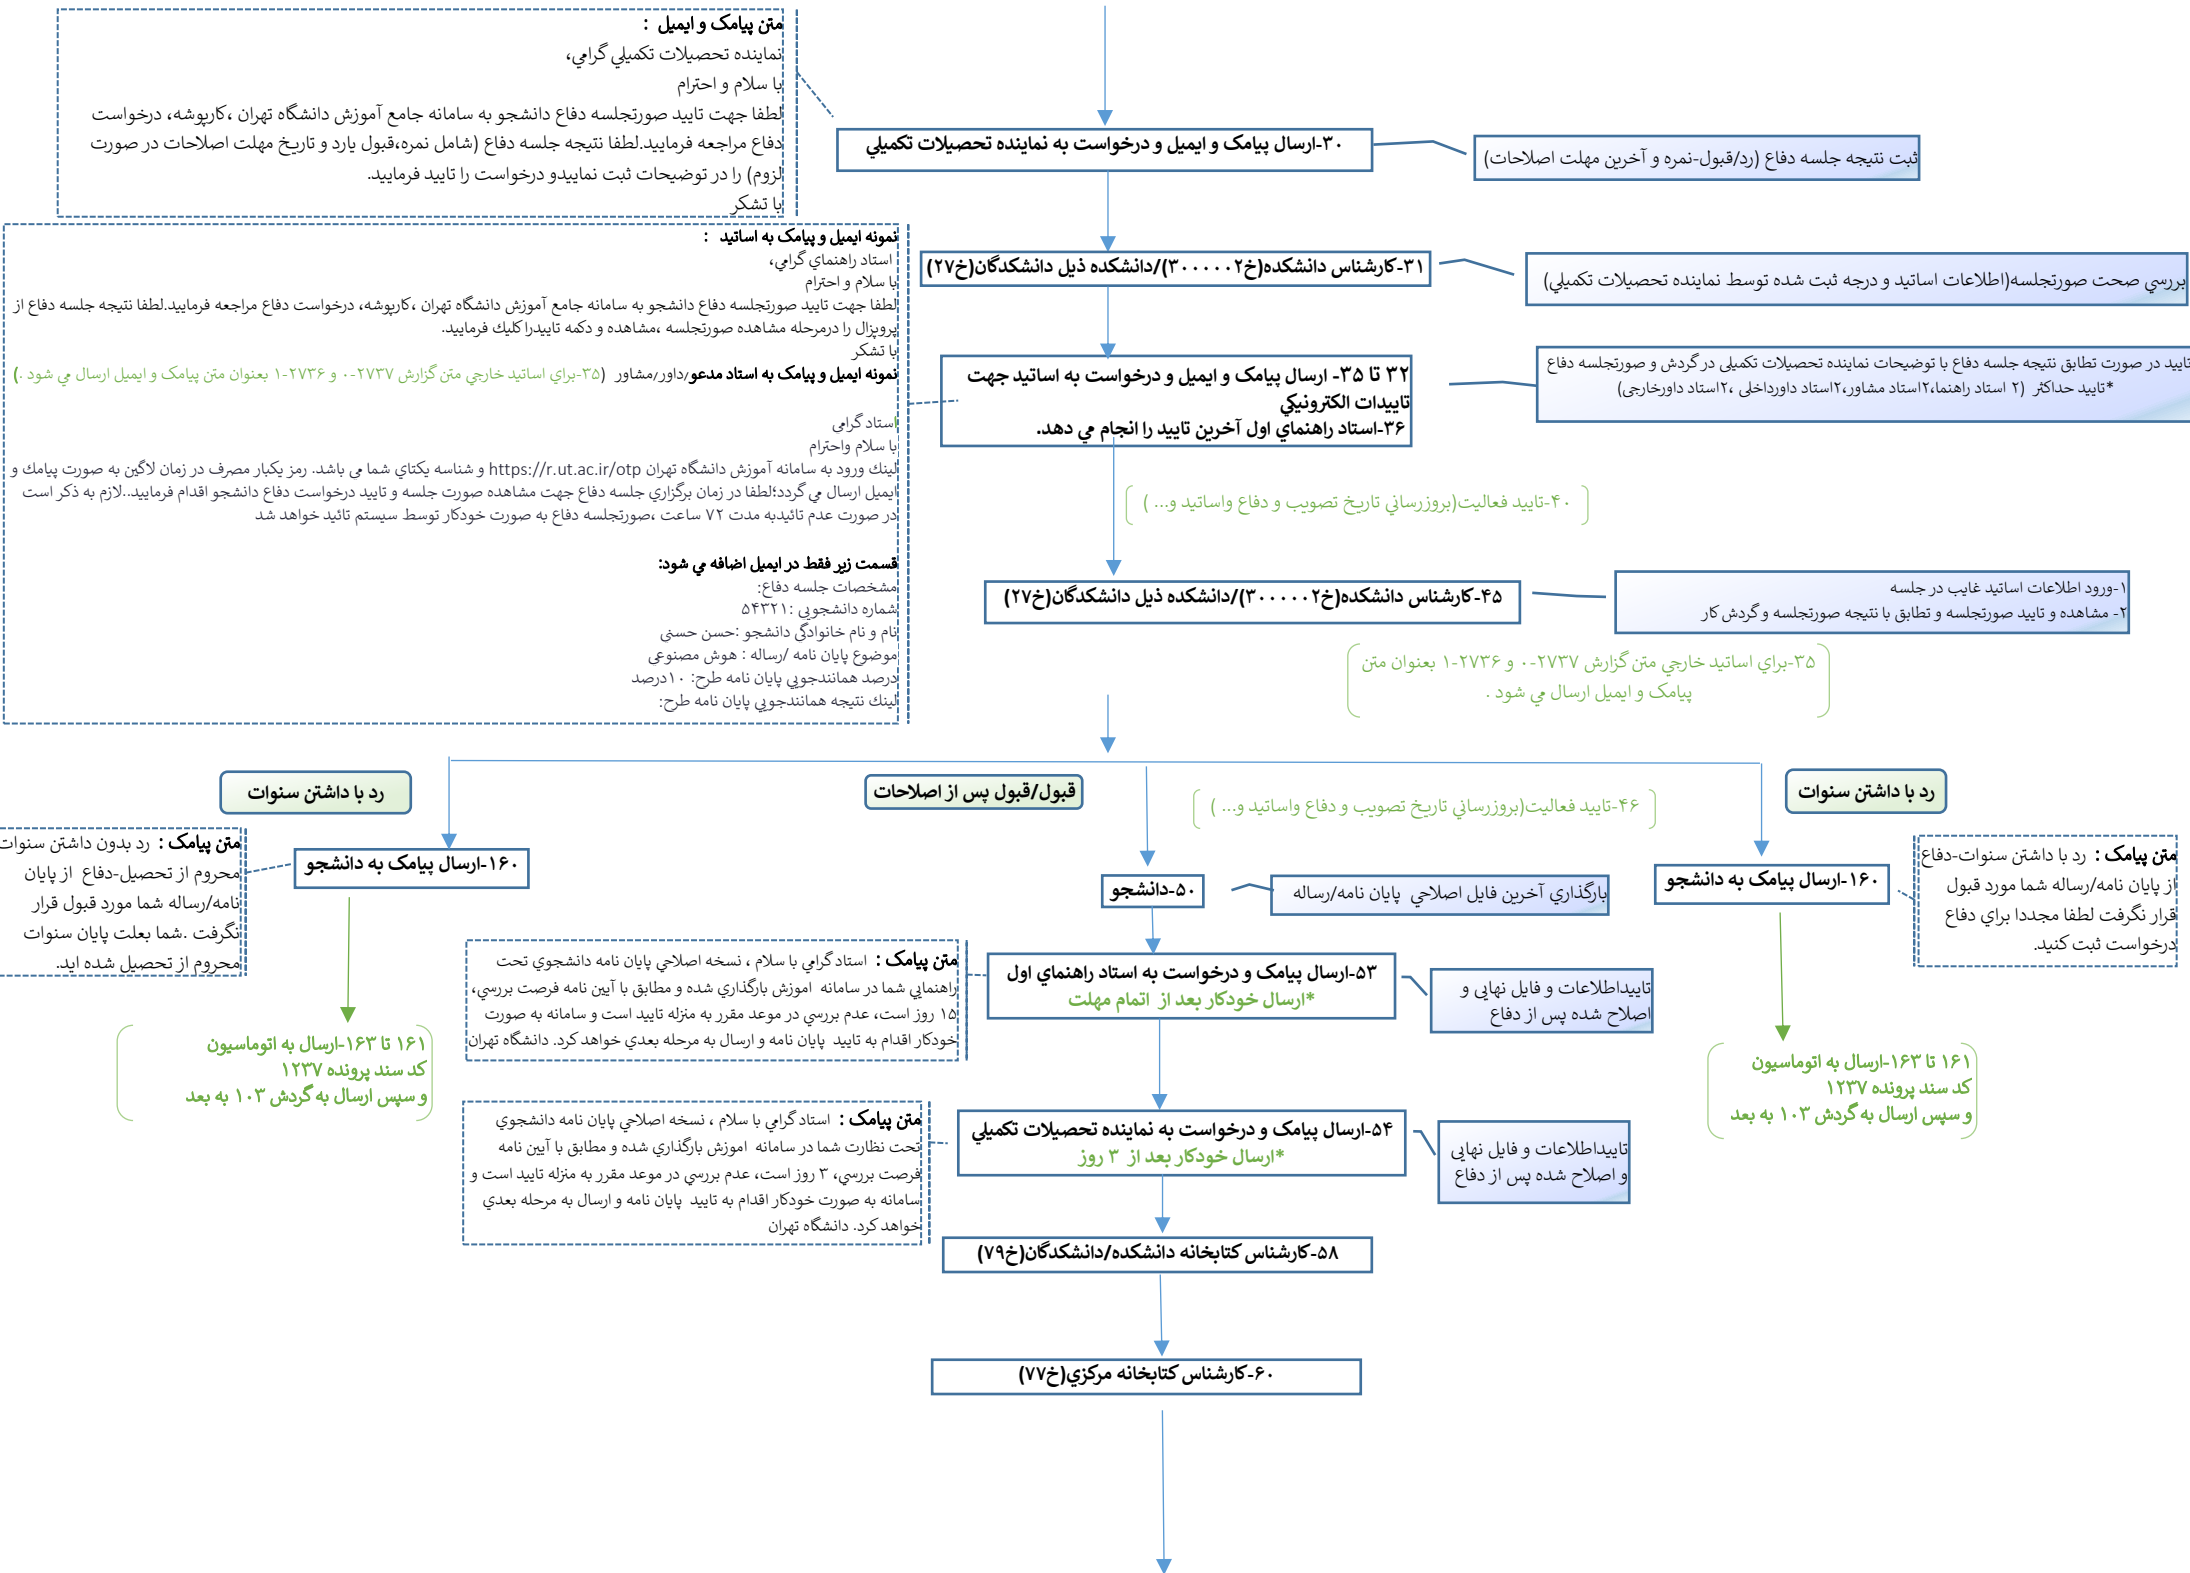 متن پیامک و ایمیل :
نماینده تحصیلات تکمیلي گرامي،
با سلام و احترام
لطفا جهت تایید صورتجلسه دفاع دانشجو به سامانه جامع آموزش دانشگاه تهران ،کارپوشه، درخواست
دفاع مراجعه فرمایید.لطفا نتیجه جلسه دفاع (شامل نمره،قبول یارد و تاریخ مهلت اصلاحات در صورت
لزوم) را در توضیحات ثبت نماییدو درخواست را تایید فرمایید.
با تشکر
۳۰-ارسال پیامک و ایمیل و درخواست به نماینده تحصیلات تکمیلي
ثبت نتیجه جلسه دفاع (رد/قبول-نمره و آخرین مهلت اصلاحات)
نمونه ایمیل و پیامک به اساتید :
استاد راهنماي گرامي،
با سلام و احترام
لطفا جهت تایید صورتجلسه دفاع دانشجو به سامانه جامع آموزش دانشگاه تهران ،کارپوشه، درخواست دفاع مراجعه فرمایید.لطفا نتیجه جلسه دفاع از
پروپزال را درمرحله مشاهده صورتجلسه ،مشاهده و دکمه تاییدراکلیك فرمایید.
با تشکر
نمونه ایمیل و پیامک به استاد مدعو/داور/مشاور (۳۵-براي اساتید خارجي متن گزارش ۲۷۳۷-۰ و ۲۷۳۶-۱ بعنوان متن پیامک و ایمیل ارسال مي شود .)
استاد گرامی
با سلام واحترام
لینك ورود به سامانه آموزش دانشگاه تهران https://r.ut.ac.ir/otp و شناسه یکتاي شما مي باشد. رمز یکبار مصرف در زمان لاگین به صورت پیامك و
ایمیل ارسال مي گردد؛لطفا در زمان برگزاري جلسه دفاع جهت مشاهده صورت جلسه و تایید درخواست دفاع دانشجو اقدام فرمایید..لازم به ذکر است
در صورت عدم تائیدبه مدت ۷۲ ساعت ،صورتجلسه دفاع به صورت خودکار توسط سیستم تائید خواهد شد
قسمت زیر فقط در ایمیل اضافه مي شود:
مشخصات جلسه دفاع:
شماره دانشجویي :۵۴۳۲۱
نام و نام خانوادگی دانشجو :حسن حسنی
موضوع پایان نامه /رساله : هوش مصنوعی
درصد همانندجویي پایان نامه طرح: ۱۰درصد
لینك نتیجه همانندجویي پایان نامه طرح:
۳۱-کارشناس دانشکده(خ۳۰۰۰۰۰۲)/دانشکده ذیل دانشکدگان(خ۲۷)
بررسي صحت صورتجلسه(اطلاعات اساتید و درجه ثبت شده توسط نماینده تحصیلات تکمیلي)
۳۲ تا ۳۵- ارسال پیامک و ایمیل و درخواست به اساتید جهت
تاییدات الکترونیکي
۳۶-استاد راهنماي اول آخرین تایید را انجام مي دهد.
تایید در صورت تطابق نتیجه جلسه دفاع با توضیحات نماینده تحصیلات تکمیلی در گردش و صورتجلسه دفاع
*تایید حداکثر (۲ استاد راهنما،۲استاد مشاور،۲استاد داورداخلی ،۲استاد داورخارجی)
۴۰-تایید فعالیت(بروزرساني تاریخ تصویب و دفاع واساتید و... )
۴۵-کارشناس دانشکده(خ۳۰۰۰۰۰۲)/دانشکده ذیل دانشکدگان(خ۲۷)
۱-ورود اطلاعات اساتید غایب در جلسه
۲- مشاهده و تایید صورتجلسه و تطابق با نتیجه صورتجلسه و گردش کار
۳۵-براي اساتید خارجي متن گزارش ۲۷۳۷-۰ و ۲۷۳۶-۱ بعنوان متن
پیامک و ایمیل ارسال مي شود .
رد با داشتن سنوات
قبول/قبول پس از اصلاحات
رد با داشتن سنوات
۴۶-تایید فعالیت(بروزرساني تاریخ تصویب و دفاع واساتید و... )
۱۶۰-ارسال پیامک به دانشجو
متن پیامک : رد با داشتن سنوات-دفاع
از پایان نامه/رساله شما مورد قبول
قرار نگرفت لطفا مجددا براي دفاع
درخواست ثبت کنید.
۱۶۱ تا ۱۶۳-ارسال به اتوماسیون
کد سند پرونده ۱۲۳۷
و سپس ارسال به گردش ۱۰۳ به بعد
۵۰-دانشجو
بارگذاري آخرین فایل اصلاحي پایان نامه/رساله
۵۳-ارسال پیامک و درخواست به استاد راهنماي اول
*ارسال خودکار بعد از اتمام مهلت
تاییداطلاعات و فایل نهایی و
اصلاح شده پس از دفاع
متن پیامک : استاد گرامي با سلام ، نسخه اصلاحي پایان نامه دانشجوي تحت
راهنمایي شما در سامانه اموزش بارگذاري شده و مطابق با آیین نامه فرصت بررسي،
۱۵ روز است، عدم بررسي در موعد مقرر به منزله تایید است و سامانه به صورت
خودکار اقدام به تایید پایان نامه و ارسال به مرحله بعدي خواهد کرد. دانشگاه تهران
۵۴-ارسال پیامک و درخواست به نماینده تحصیلات تکمیلي
*ارسال خودکار بعد از ۳ روز
تاییداطلاعات و فایل نهایی
و اصلاح شده پس از دفاع
متن پیامک : استاد گرامي با سلام ، نسخه اصلاحي پایان نامه دانشجوي
تحت نظارت شما در سامانه اموزش بارگذاري شده و مطابق با آیین نامه
فرصت بررسي، ۳ روز است، عدم بررسي در موعد مقرر به منزله تایید است و
سامانه به صورت خودکار اقدام به تایید پایان نامه و ارسال به مرحله بعدي
خواهد کرد. دانشگاه تهران
۵۸-کارشناس کتابخانه دانشکده/دانشکدگان(خ۷۹)
۶۰-کارشناس کتابخانه مرکزي(خ۷۷)
۱۶۰-ارسال پیامک به دانشجو
متن پیامک : رد بدون داشتن سنوات
محروم از تحصیل-دفاع از پایان
نامه/رساله شما مورد قبول قرار
نگرفت .شما بعلت پایان سنوات
محروم از تحصیل شده اید.
۱۶۱ تا ۱۶۳-ارسال به اتوماسیون
کد سند پرونده ۱۲۳۷
و سپس ارسال به گردش ۱۰۳ به بعد